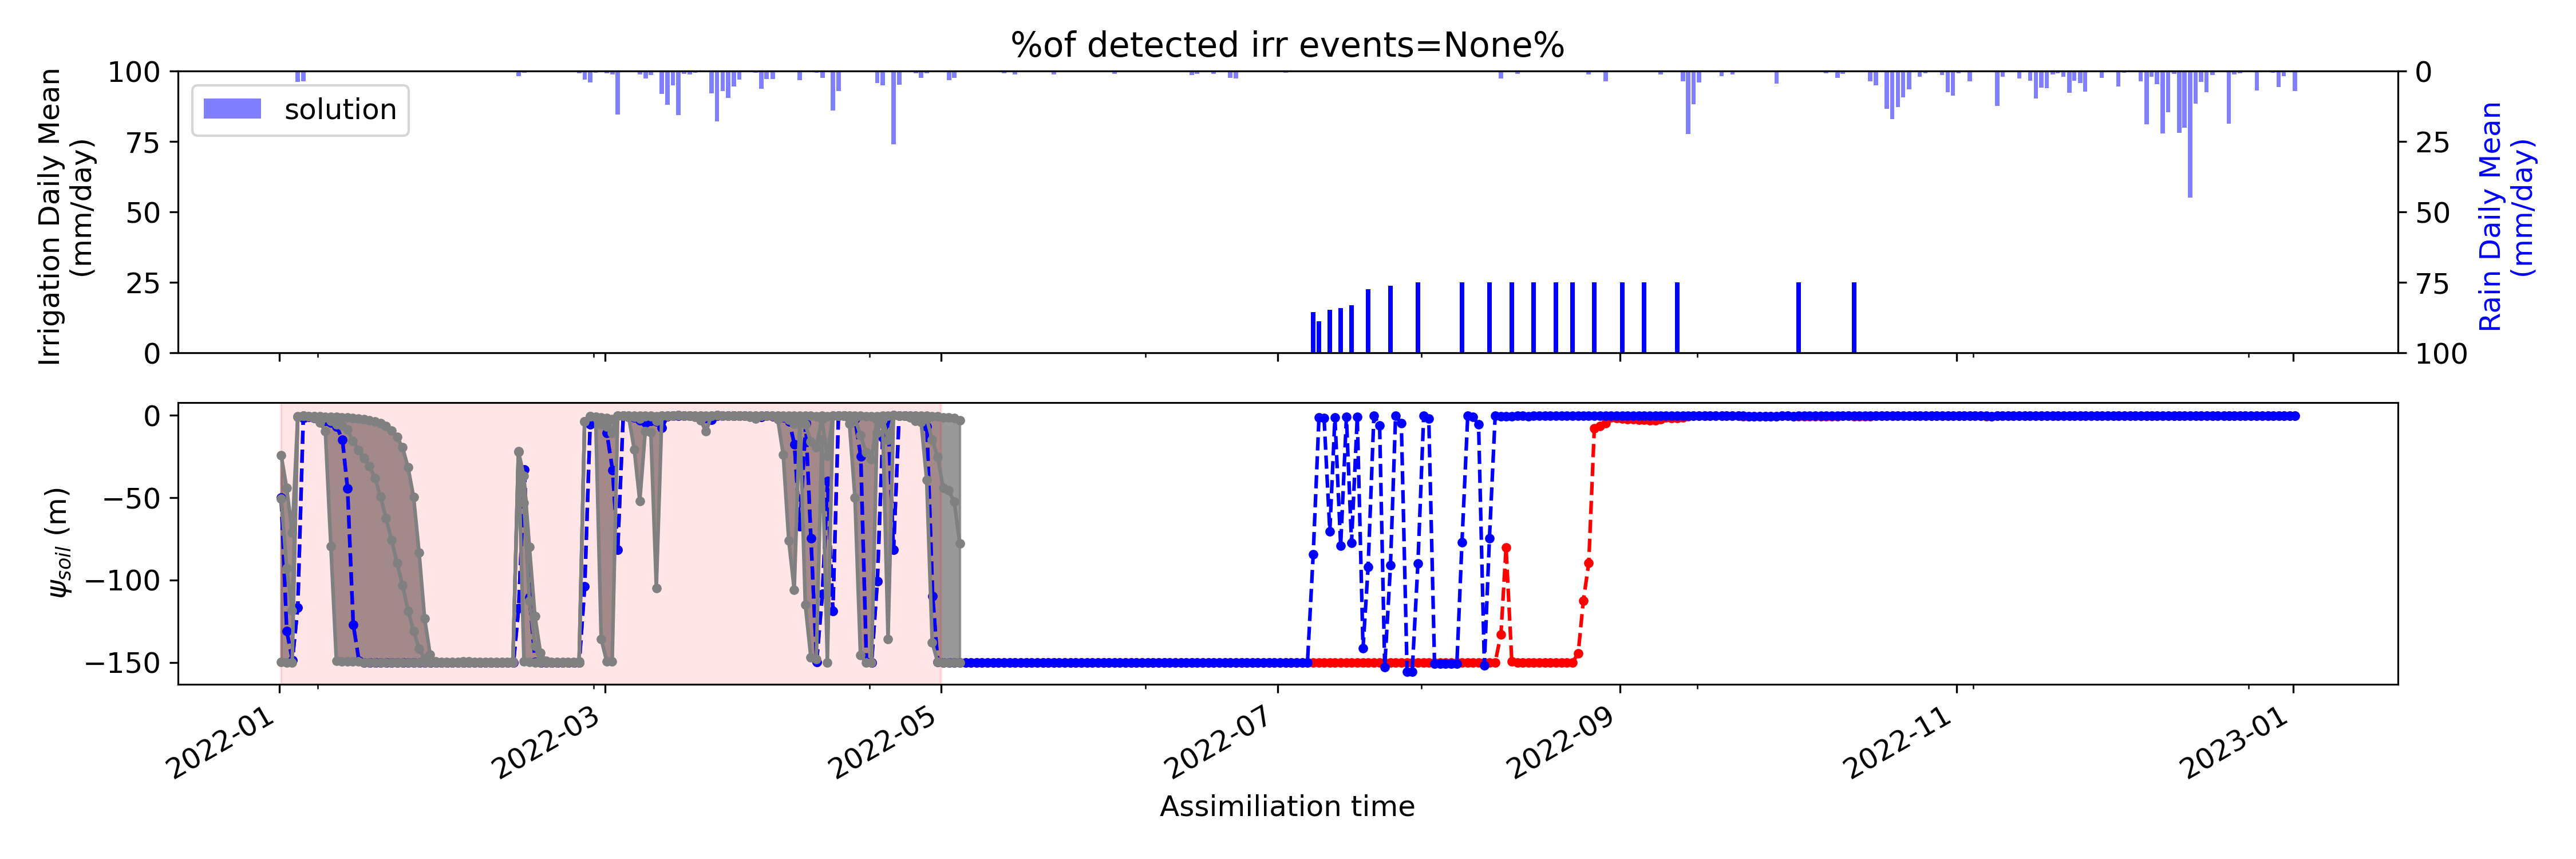 %of detected irr events=None%
Irrigation Daily Mean
(mm/day)
100
75
50
25
0
solution
0
25
50
75
100
Rain Daily Mean
(mm/day)
ψsoil (m)
0
−50
−100
−150
2022-01
2022-03
2022-05
2022-07
2022-09
2022-11
2023-01
Assimiliation time